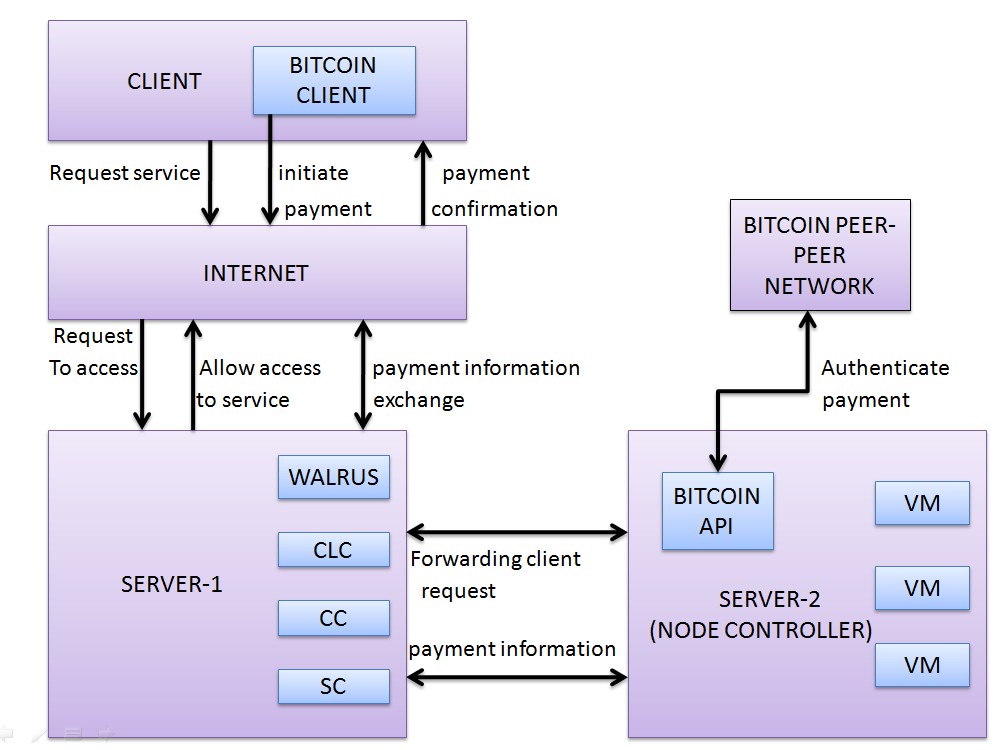 CLIENT
BITCOIN
CLIENT
Request service
initiate
payment
payment
confirmation
INTERNET
BITCOIN PEER-
PEER
NETWORK
Request
To access
Allow access
to service
payment information
exchange
Authenticate
payment
SERVER-1
WALRUS
CLC
CC
SC
Forwarding client
request
payment information
BITCOIN
API
SERVER-2
(NODE CONTROLLER)
VM
VM
VM